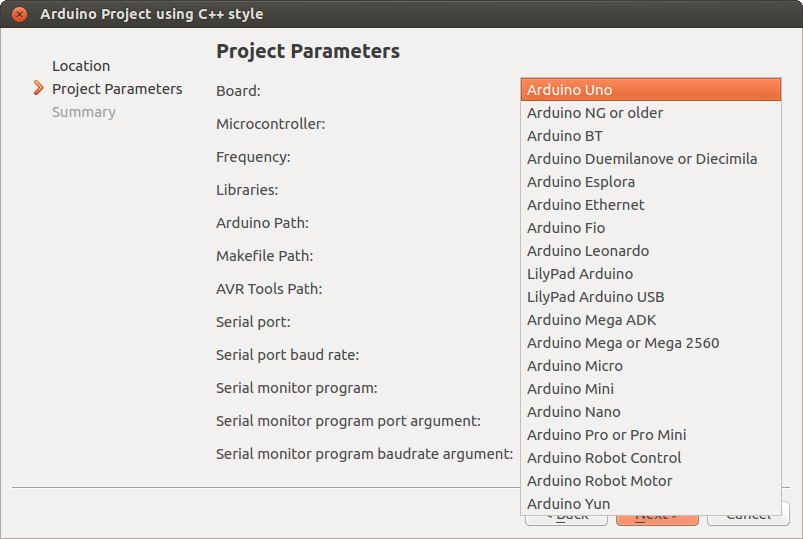 Arduino Project using C++ style
Location
Project Parameters
Summary
Project Parameters
Board:
Microcontroller:
Frequency:
Libraries:
Arduino Path:
Makefile Path:
AVR Tools Path:
Serial port:
Serial port baud rate:
Serial monitor program:
Serial monitor program port argument:
Serial monitor program baudrate argument:
Arduino Uno
Arduino NG or older
Arduino BT
Arduino Duemilanove or Diecimila
Arduino Esplora
Arduino Ethernet
Arduino Fio
Arduino Leonardo
LilyPad Arduino
LilyPad Arduino USB
Arduino Mega ADK
Arduino Mega or Mega 2560
Arduino Micro
Arduino Mini
Arduino Nano
Arduino Pro or Pro Mini
Arduino Robot Control
Arduino Robot Motor
Arduino Yun
< Back
Next >
Cancel